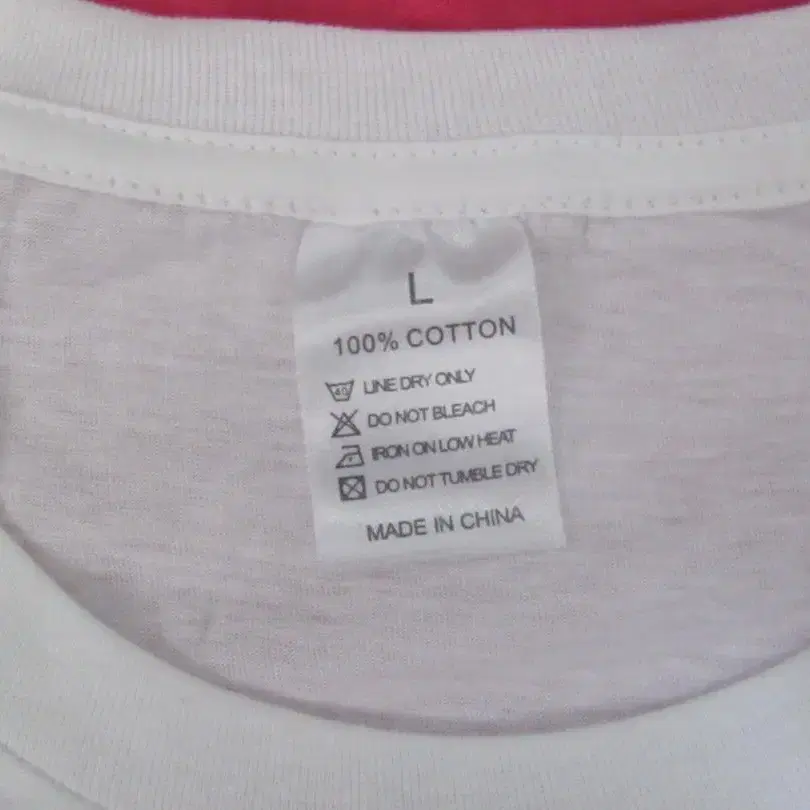 L
100% COTTON
40 LINE DRY ONLY
DO NOT BLEACH
IRON ON LOW HEAT
DO NOT TUMBLE DRY
MADE IN CHINA